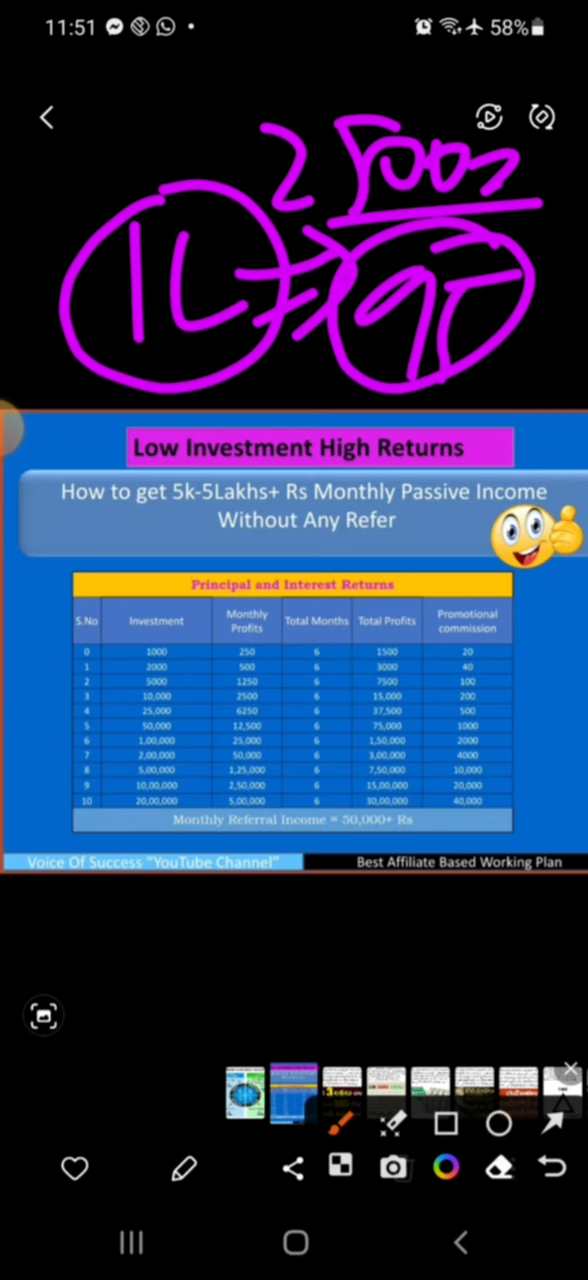 11:51
58%
25000
1L
95
Low Investment High Returns
How to get 5k-5Lakhs+ Rs Monthly Passive Income
Without Any Refer
Principal and Interest Returns
S.No Investment Monthly Profits Total Months Total Profits Promotional commission
0 1000 250 6 1500 20
1 2000 500 6 3000 40
2 5000 1250 6 7500 100
3 10,000 2500 6 15,000 200
4 25,000 6250 6 37,500 500
5 50,000 12,500 6 75,000 1000
6 1,00,000 25,000 6 1,50,000 2000
7 2,00,000 50,000 6 3,00,000 4000
8 5,00,000 1,25,000 6 7,50,000 10,000
9 10,00,000 2,50,000 6 15,00,000 20,000
10 20,00,000 5,00,000 6 30,00,000 40,000
Monthly Referral Income = 50,000+ Rs
Voice Of Success "YouTube Channel"
Best Affiliate Based Working Plan